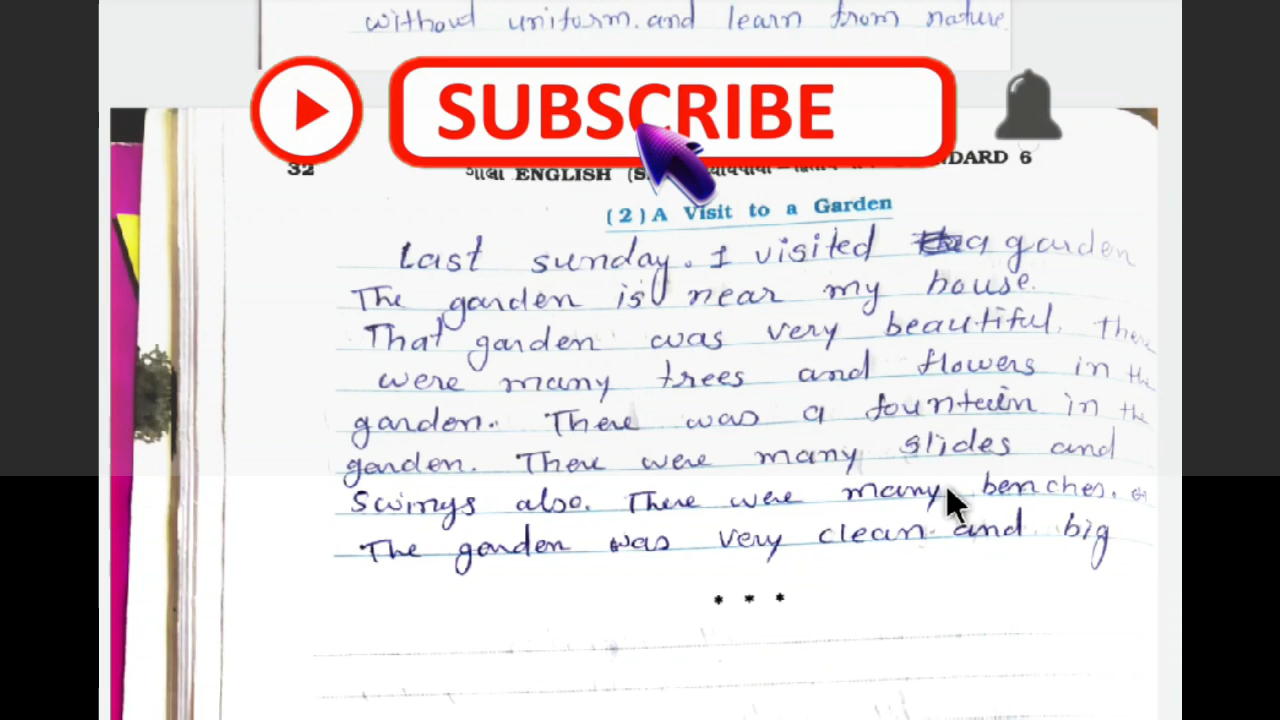 without uniform. and learn from nature.
SUBSCRIBE
32 ગાલા ENGLISH (S. NDARD 6
(2) A Visit to a Garden
Last sunday. I visited a garden
The garden is near my house.
That garden was very beautiful. There
were many trees and flowers in the
garden. There was a fountain in the
garden. There were many slides and
Swings also. There were many benches.
The garden was very clean and big
* * *